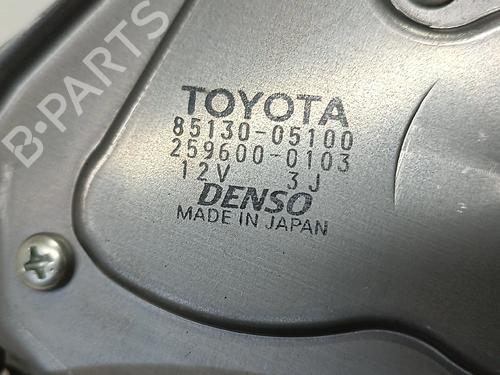 B-PARTS
TOYOTA
85130-05100
259600-0103
12V 3J
DENSO
MADE IN JAPAN